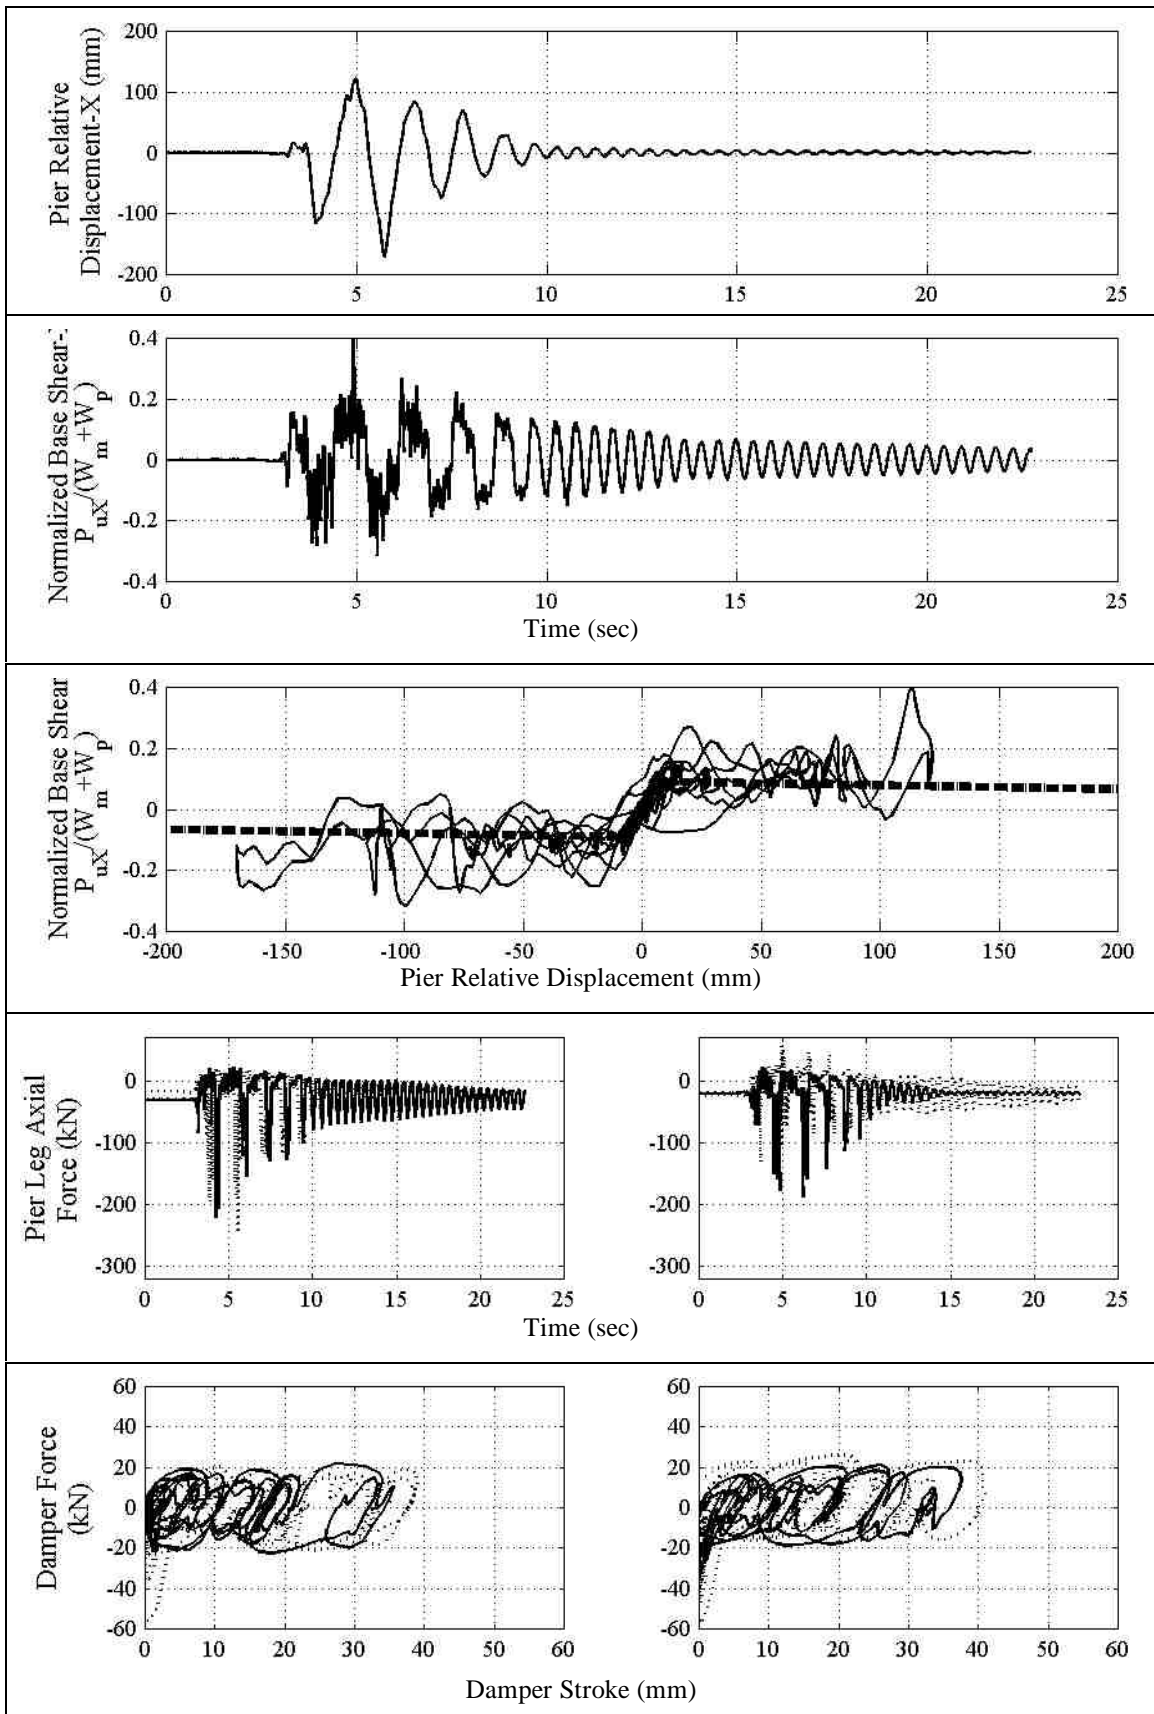 Pier Relative
Displacement-X (mm)
200
100
0
-100
-200
0 5 10 15 20 25
Normalized Base Shear-
P_uX/(W_m+W_p)
0.4
0.2
0
-0.2
-0.4
0 5 10 15 20 25
Time (sec)
Normalized Base Shear
P_uX/(W_m+W_p)
0.4
0.2
0
-0.2
-0.4
-200 -150 -100 -50 0 50 100 150 200
Pier Relative Displacement (mm)
Pier Leg Axial
Force (kN)
0
-100
-200
-300
0 5 10 15 20 25
0
-100
-200
-300
0 5 10 15 20 25
Time (sec)
Damper Force
(kN)
60
40
20
0
-20
-40
-60
0 10 20 30 40 50 60
60
40
20
0
-20
-40
-60
0 10 20 30 40 50 60
Damper Stroke (mm)